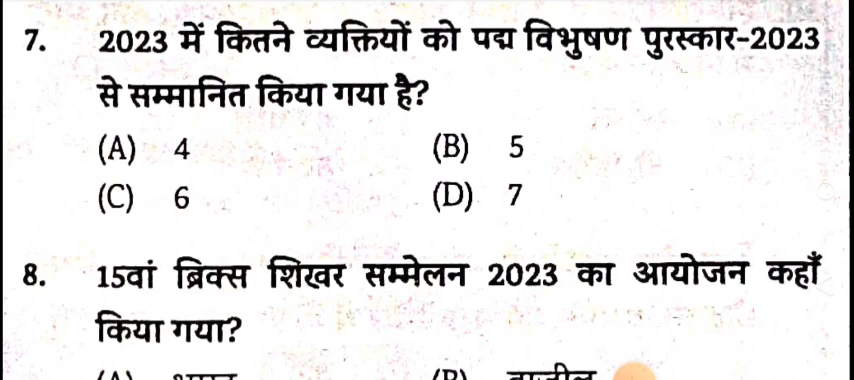 7. 2023 में कितने व्यक्तियों को पद्म विभुषण पुरस्कार-2023
से सम्मानित किया गया है?
(A) 4 (B) 5
(C) 6 (D) 7
8. 15वां ब्रिक्स शिखर सम्मेलन 2023 का आयोजन कहाँ
किया गया?